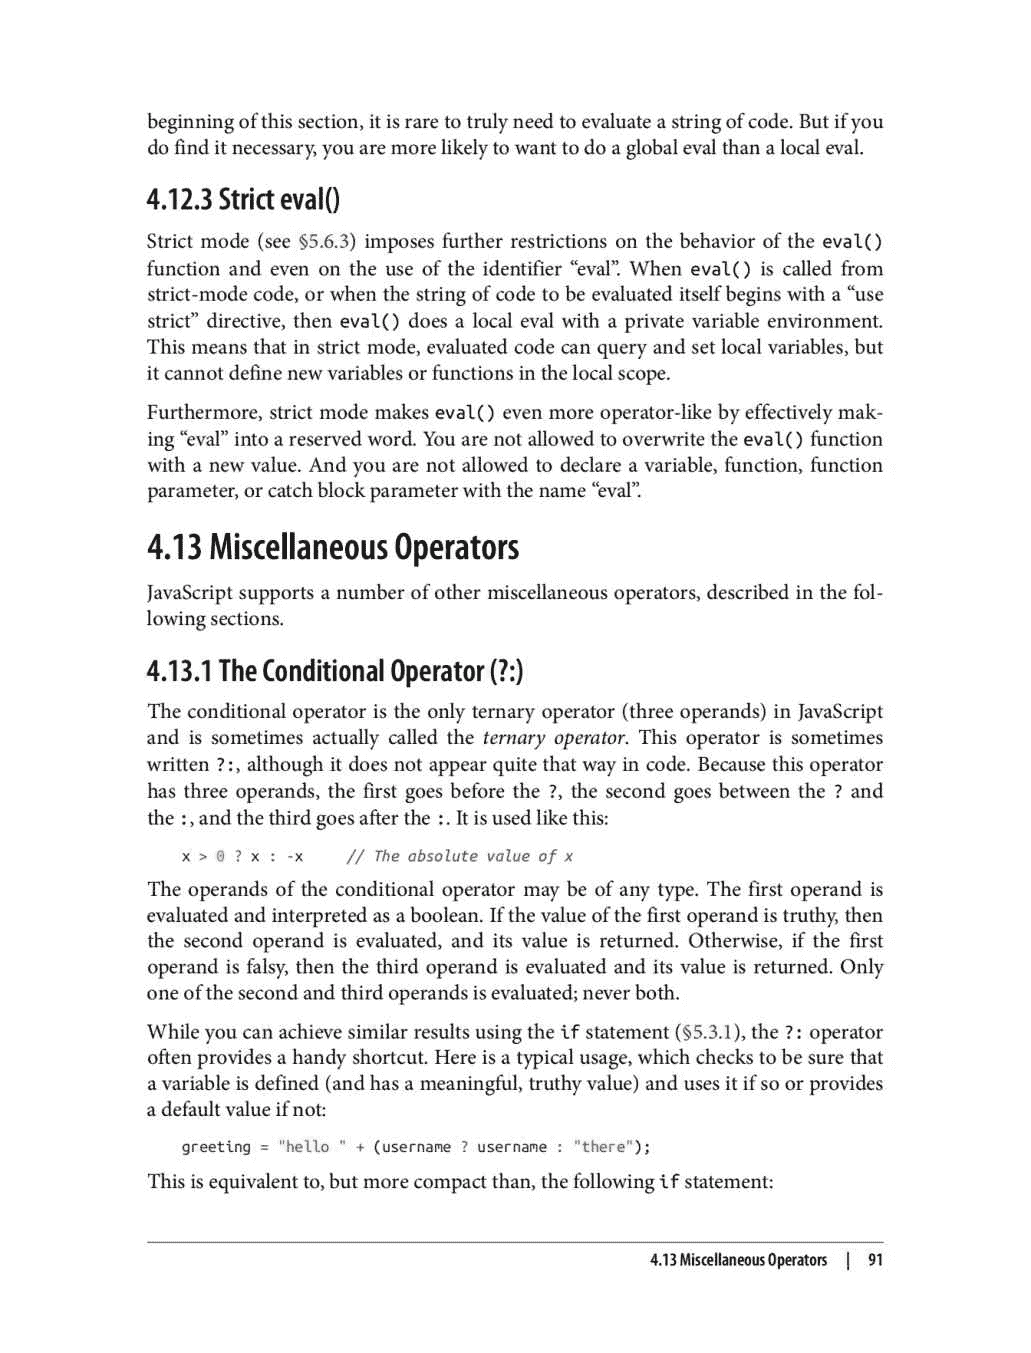 beginning of this section, it is rare to truly need to evaluate a string of code. But if you
do find it necessary, you are more likely to want to do a global eval than a local eval.
4.12.3 Strict eval()
Strict mode (see §5.6.3) imposes further restrictions on the behavior of the eval()
function and even on the use of the identifier “eval”. When eval() is called from
strict-mode code, or when the string of code to be evaluated itself begins with a “use
strict” directive, then eval() does a local eval with a private variable environment.
This means that in strict mode, evaluated code can query and set local variables, but
it cannot define new variables or functions in the local scope.
Furthermore, strict mode makes eval() even more operator-like by effectively mak-
ing “eval” into a reserved word. You are not allowed to overwrite the eval() function
with a new value. And you are not allowed to declare a variable, function, function
parameter, or catch block parameter with the name “eval”.
4.13 Miscellaneous Operators
JavaScript supports a number of other miscellaneous operators, described in the fol-
lowing sections.
4.13.1 The Conditional Operator (?:)
The conditional operator is the only ternary operator (three operands) in JavaScript
and is sometimes actually called the ternary operator. This operator is sometimes
written ?:, although it does not appear quite that way in code. Because this operator
has three operands, the first goes before the ?, the second goes between the ? and
the :, and the third goes after the :. It is used like this:
x > 0 ? x : -x // The absolute value of x
The operands of the conditional operator may be of any type. The first operand is
evaluated and interpreted as a boolean. If the value of the first operand is truthy, then
the second operand is evaluated, and its value is returned. Otherwise, if the first
operand is falsy, then the third operand is evaluated and its value is returned. Only
one of the second and third operands is evaluated; never both.
While you can achieve similar results using the if statement (§5.3.1), the ?: operator
often provides a handy shortcut. Here is a typical usage, which checks to be sure that
a variable is defined (and has a meaningful, truthy value) and uses it if so or provides
a default value if not:
greeting = "hello " + (username ? username : "there");
This is equivalent to, but more compact than, the following if statement:
4.13 Miscellaneous Operators | 91